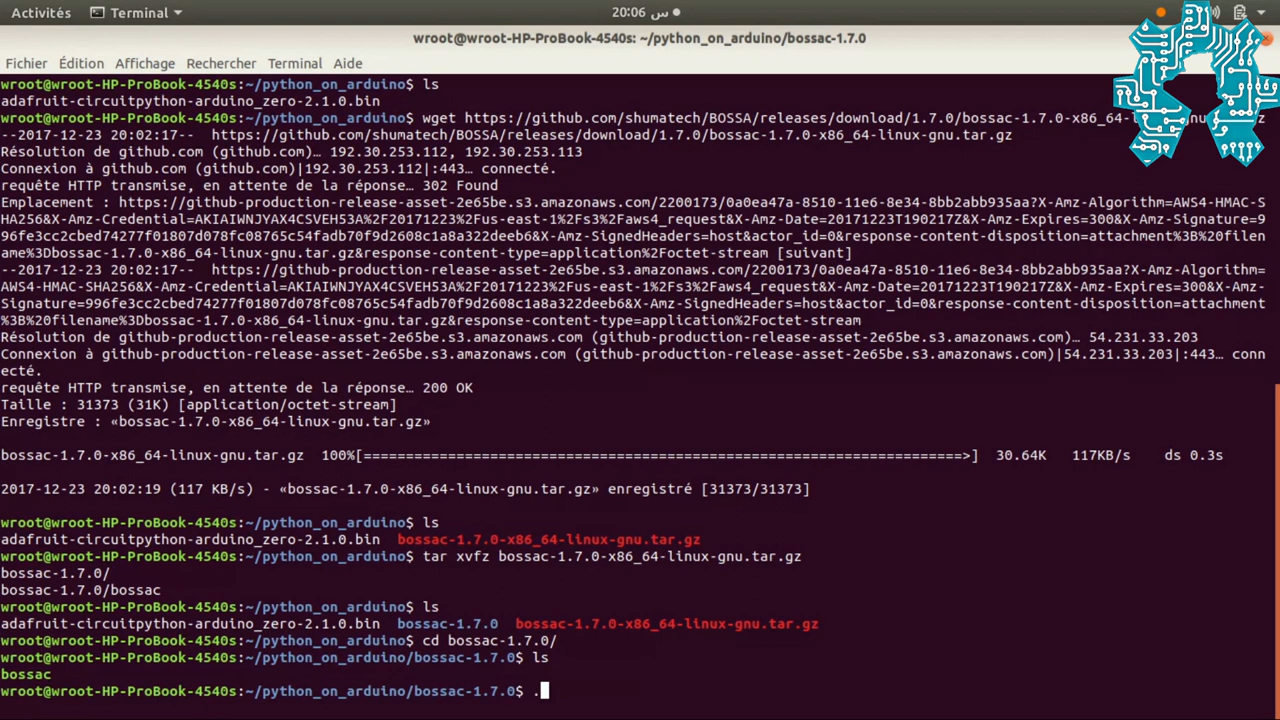 Activités Terminal 20:06 س
wroot@wroot-HP-ProBook-4540s: ~/python_on_arduino/bossac-1.7.0
Fichier Édition Affichage Rechercher Terminal Aide
wroot@wroot-HP-ProBook-4540s:~/python_on_arduino$ ls
adafruit-circuitpython-arduino_zero-2.1.0.bin
wroot@wroot-HP-ProBook-4540s:~/python_on_arduino$ wget https://github.com/shumatech/BOSSA/releases/download/1.7.0/bossac-1.7.0-x86_64-linux-gnu.tar.gz
--2017-12-23 20:02:17-- https://github.com/shumatech/BOSSA/releases/download/1.7.0/bossac-1.7.0-x86_64-linux-gnu.tar.gz
Résolution de github.com (github.com)… 192.30.253.112, 192.30.253.113
Connexion à github.com (github.com)|192.30.253.112|:443… connecté.
requête HTTP transmise, en attente de la réponse… 302 Found
Emplacement : https://github-production-release-asset-2e65be.s3.amazonaws.com/2200173/0a0ea47a-8510-11e6-8e34-8bb2abb935aa?X-Amz-Algorithm=AWS4-HMAC-S
HA256&X-Amz-Credential=AKIAIWNJYAX4CSVEH53A%2F20171223%2Fus-east-1%2Fs3%2Faws4_request&X-Amz-Date=20171223T190217Z&X-Amz-Expires=300&X-Amz-Signature=9
96fe3cc2cbed74277f01807d078fc08765c54fadb70f9d2608c1a8a322deeb6&X-Amz-SignedHeaders=host&actor_id=0&response-content-disposition=attachment%3B%20filen
ame%3Dbossac-1.7.0-x86_64-linux-gnu.tar.gz&response-content-type=application%2Foctet-stream [suivant]
--2017-12-23 20:02:17-- https://github-production-release-asset-2e65be.s3.amazonaws.com/2200173/0a0ea47a-8510-11e6-8e34-8bb2abb935aa?X-Amz-Algorithm=
AWS4-HMAC-SHA256&X-Amz-Credential=AKIAIWNJYAX4CSVEH53A%2F20171223%2Fus-east-1%2Fs3%2Faws4_request&X-Amz-Date=20171223T190217Z&X-Amz-Expires=300&X-Amz-
Signature=996fe3cc2cbed74277f01807d078fc08765c54fadb70f9d2608c1a8a322deeb6&X-Amz-SignedHeaders=host&actor_id=0&response-content-disposition=attachment
%3B%20filename%3Dbossac-1.7.0-x86_64-linux-gnu.tar.gz&response-content-type=application%2Foctet-stream
Résolution de github-production-release-asset-2e65be.s3.amazonaws.com (github-production-release-asset-2e65be.s3.amazonaws.com)… 54.231.33.203
Connexion à github-production-release-asset-2e65be.s3.amazonaws.com (github-production-release-asset-2e65be.s3.amazonaws.com)|54.231.33.203|:443… conn
ecté.
requête HTTP transmise, en attente de la réponse… 200 OK
Taille : 31373 (31K) [application/octet-stream]
Enregistre : «bossac-1.7.0-x86_64-linux-gnu.tar.gz»
bossac-1.7.0-x86_64-linux-gnu.tar.gz 100%[=======================================================================>] 30.64K 117KB/s ds 0.3s
2017-12-23 20:02:19 (117 KB/s) - «bossac-1.7.0-x86_64-linux-gnu.tar.gz» enregistré [31373/31373]
wroot@wroot-HP-ProBook-4540s:~/python_on_arduino$ ls
adafruit-circuitpython-arduino_zero-2.1.0.bin bossac-1.7.0-x86_64-linux-gnu.tar.gz
wroot@wroot-HP-ProBook-4540s:~/python_on_arduino$ tar xvfz bossac-1.7.0-x86_64-linux-gnu.tar.gz
bossac-1.7.0/
bossac-1.7.0/bossac
wroot@wroot-HP-ProBook-4540s:~/python_on_arduino$ ls
adafruit-circuitpython-arduino_zero-2.1.0.bin bossac-1.7.0 bossac-1.7.0-x86_64-linux-gnu.tar.gz
wroot@wroot-HP-ProBook-4540s:~/python_on_arduino$ cd bossac-1.7.0/
wroot@wroot-HP-ProBook-4540s:~/python_on_arduino/bossac-1.7.0$ ls
bossac
wroot@wroot-HP-ProBook-4540s:~/python_on_arduino/bossac-1.7.0$ .